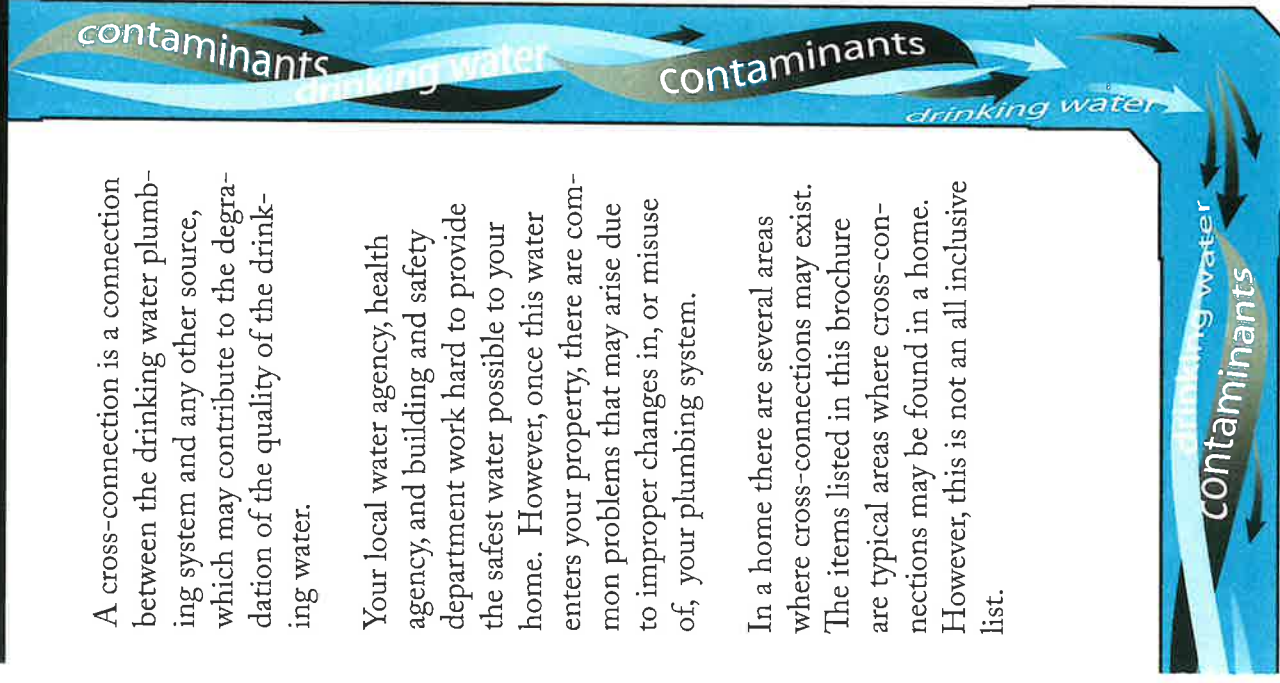 contaminants
drinking water
contaminants
drinking water
drinking water
contaminants
A cross-connection is a connection
between the drinking water plumb-
ing system and any other source,
which may contribute to the degra-
dation of the quality of the drink-
ing water.
Your local water agency, health
agency, and building and safety
department work hard to provide
the safest water possible to your
home. However, once this water
enters your property, there are com-
mon problems that may arise due
to improper changes in, or misuse
of, your plumbing system.
In a home there are several areas
where cross-connections may exist.
The items listed in this brochure
are typical areas where cross-con-
nections may be found in a home.
However, this is not an all inclusive
list.